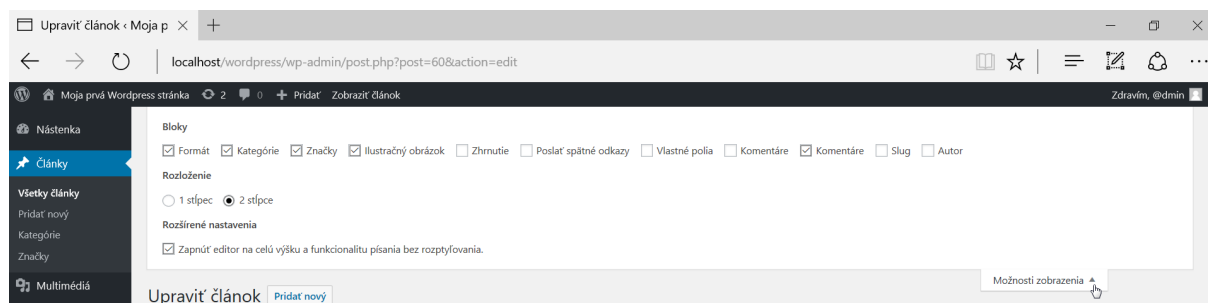 Upraviť článok ‹ Moja p
localhost/wordpress/wp-admin/post.php?post=60&action=edit
Moja prvá Wordpress stránka 2 0 Pridať Zobraziť článok Zdravím, @dmin
Nástenka
Články
Všetky články
Pridať nový
Kategórie
Značky
Multimédiá
Bloky
Formát Kategórie Značky Ilustračný obrázok Zhrnutie Poslať spätné odkazy Vlastné polia Komentáre Komentáre Slug Autor
Rozloženie
1 stĺpec 2 stĺpce
Rozšírené nastavenia
Zapnúť editor na celú výšku a funkcionalitu písania bez rozptyľovania.
Možnosti zobrazenia
Upraviť článok Pridať nový